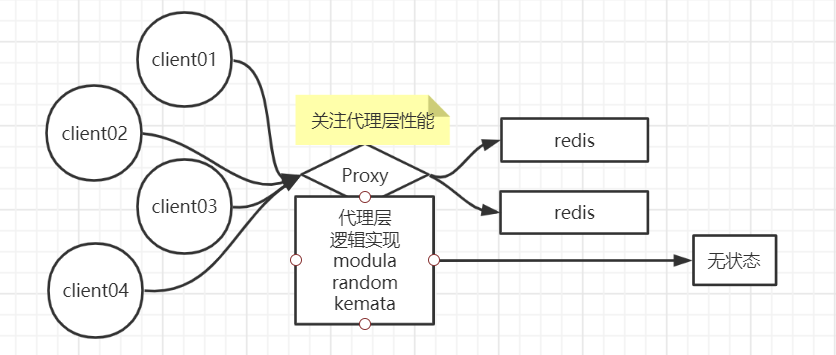 client01
client02
client03
client04
关注代理层性能
Proxy
代理层
逻辑实现
modula
random
kemata
redis
redis
无状态